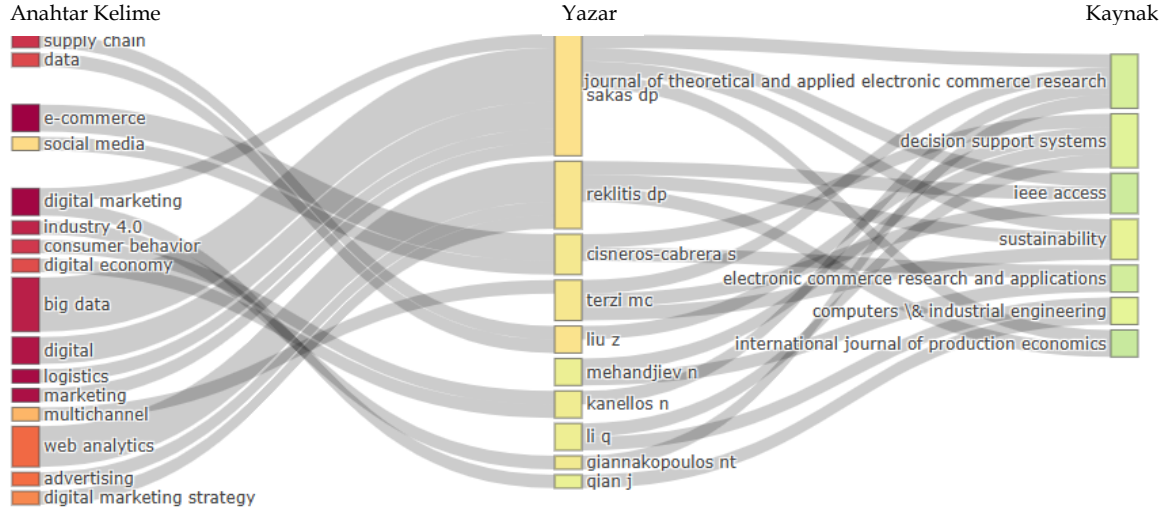 Anahtar Kelime
Yazar
Kaynak
supply chain
data
e-commerce
social media
digital marketing
industry 4.0
consumer behavior
digital economy
big data
digital
logistics
marketing
multichannel
web analytics
advertising
digital marketing strategy
sakas dp
reklitis dp
cisneros-cabrera s
terzi mc
liu z
mehandjiev n
kanellos n
li q
giannakopoulos nt
qian j
journal of theoretical and applied electronic commerce research
decision support systems
ieee access
sustainability
electronic commerce research and applications
computers \& industrial engineering
international journal of production economics